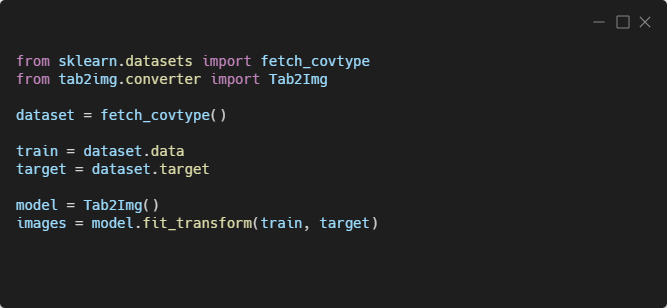 from sklearn.datasets import fetch_covtype
from tab2img.converter import Tab2Img
dataset = fetch_covtype()
train = dataset.data
target = dataset.target
model = Tab2Img()
images = model.fit_transform(train, target)